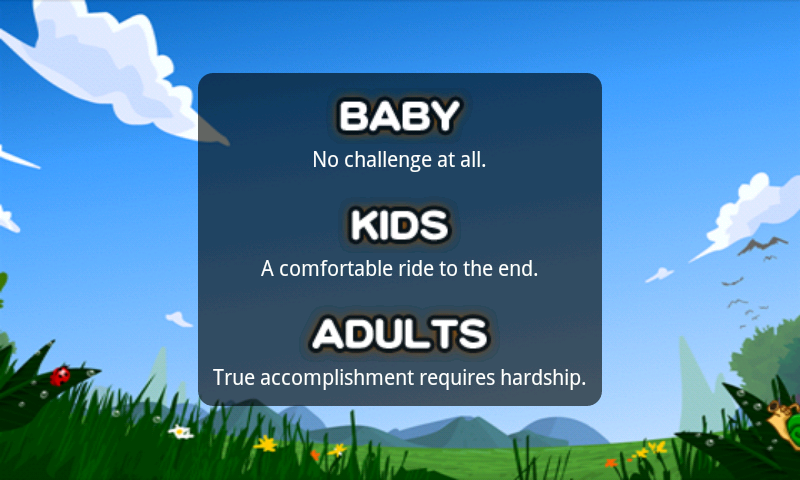 BABY
No challenge at all.
KIDS
A comfortable ride to the end.
ADULTS
True accomplishment requires hardship.